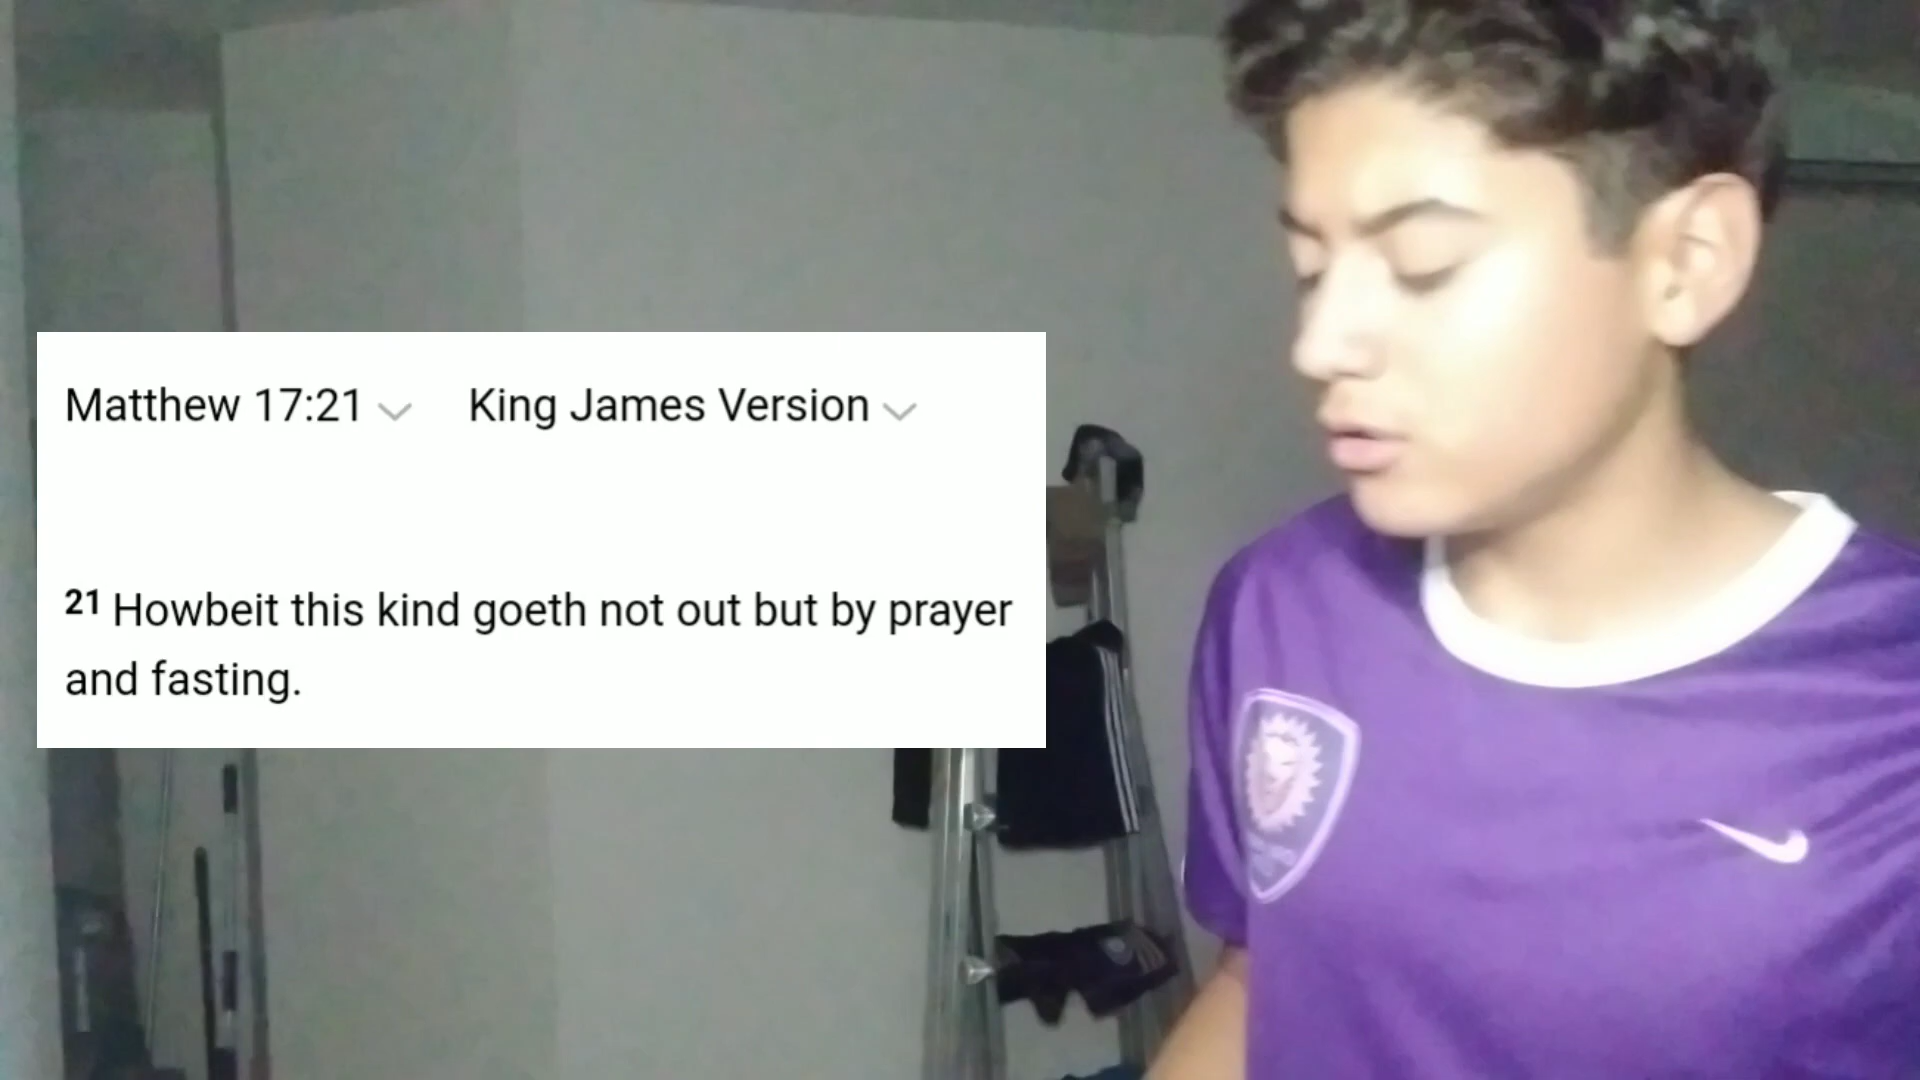 Matthew 17:21 King James Version
21 Howbeit this kind goeth not out but by prayer
and fasting.